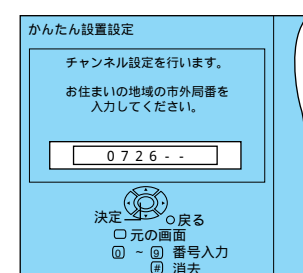 かんたん設置設定
チャンネル設定を行います。
お住まいの地域の市外局番を
入力してください。
0726--
決定 戻る
元の画面
0 ~ 9 番号入力
# 消去